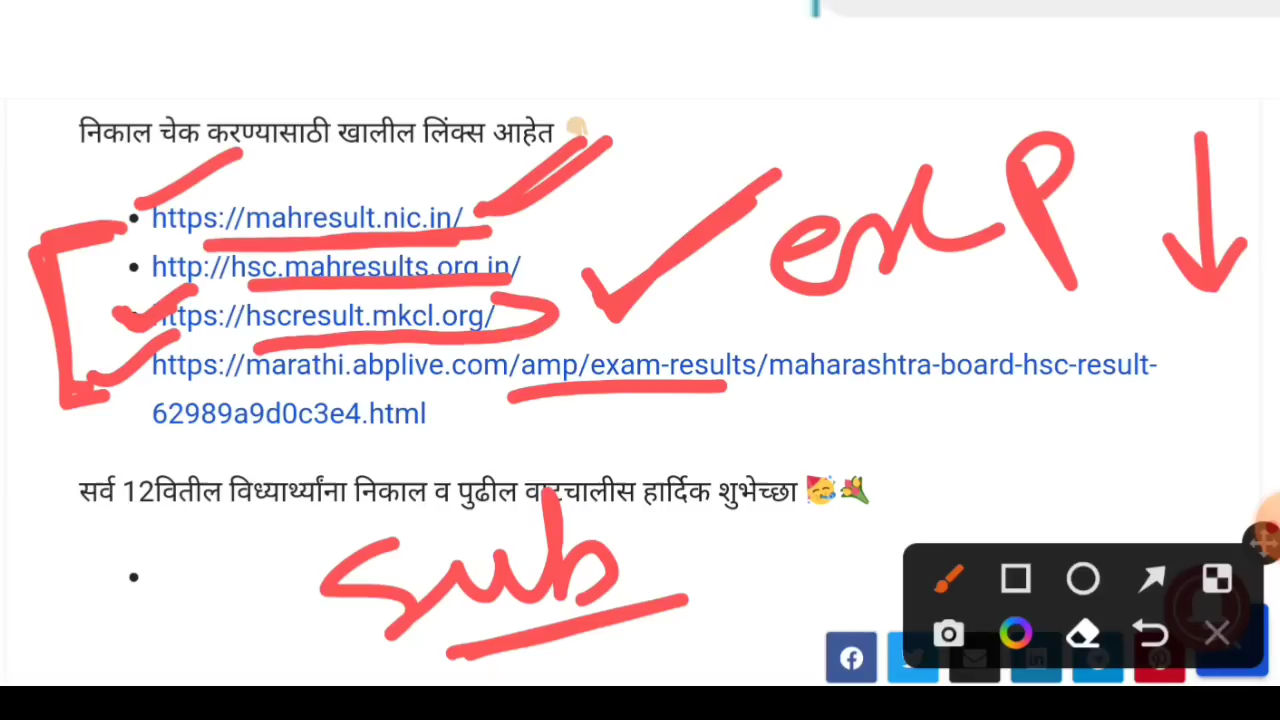 निकाल चेक करण्यासाठी खालील लिंक्स आहेत 👇🏻
• https://mahresult.nic.in/
• http://hsc.mahresults.org.in/
• https://hscresult.mkcl.org/
https://marathi.abplive.com/amp/exam-results/maharashtra-board-hsc-result-
62989a9d0c3e4.html
सर्व 12वितील विध्यार्थ्यांना निकाल व पुढील वाटचालीस हार्दिक शुभेच्छा 🥳💐
•
sub